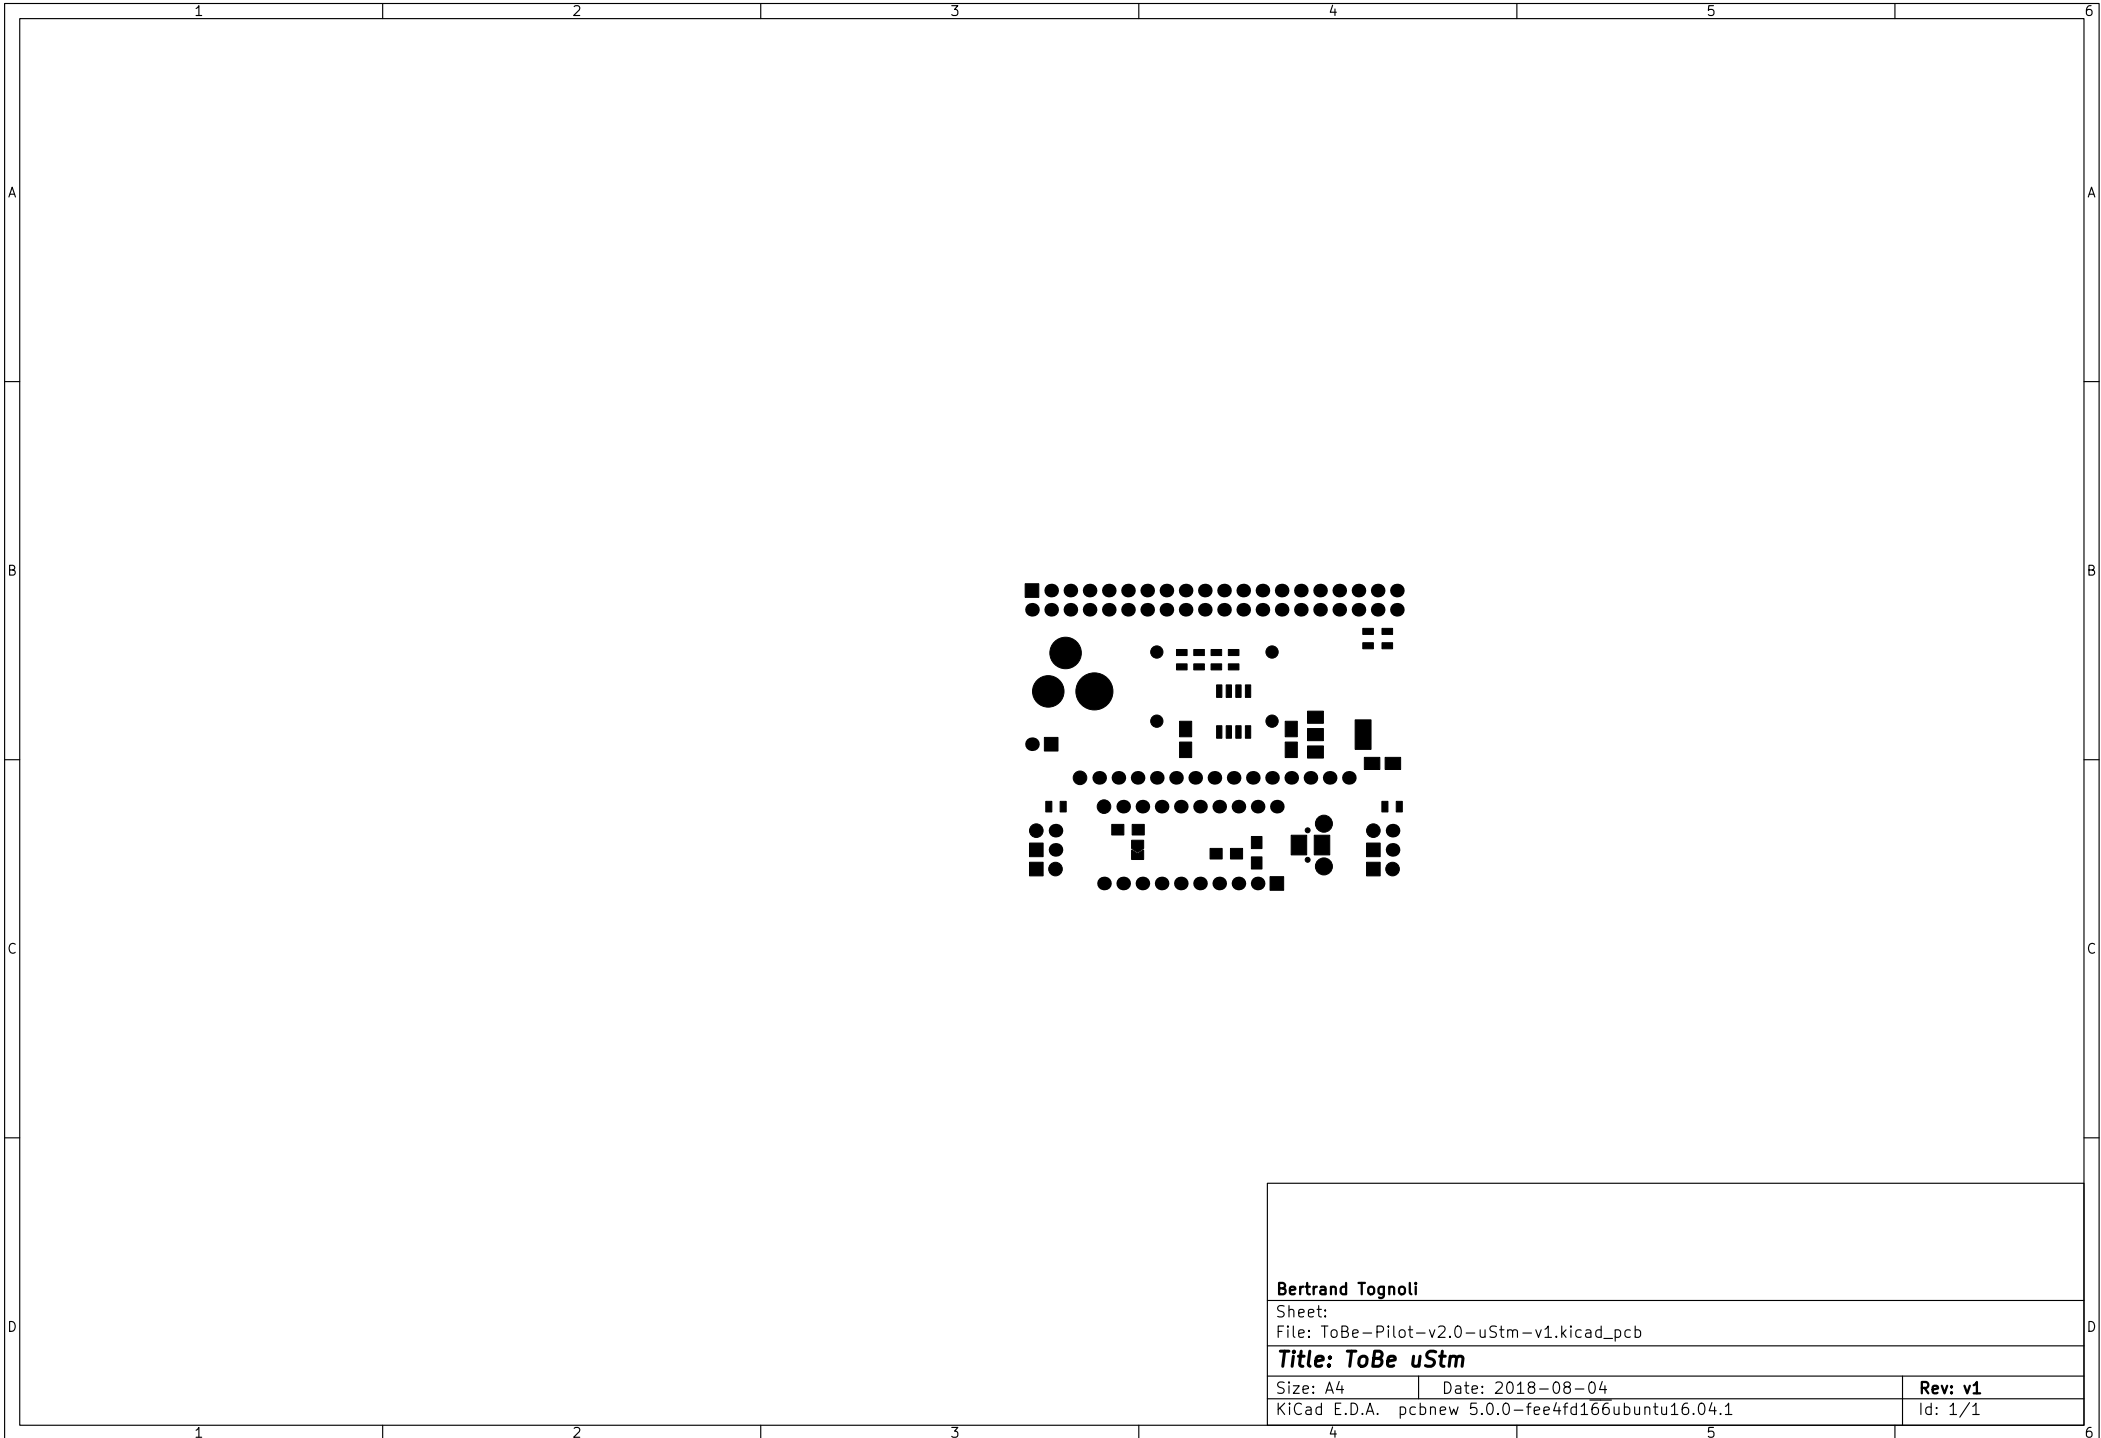 1 2 3 4 5 6
A A
B B
C C
D D
Bertrand Tognoli
Sheet:
File: ToBe-Pilot-v2.0-uStm-v1.kicad_pcb
Title: ToBe uStm
Size: A4 Date: 2018-08-04 Rev: v1
KiCad E.D.A. pcbnew 5.0.0-fee4fd166ubuntu16.04.1 Id: 1/1
1 2 3 4 5 6